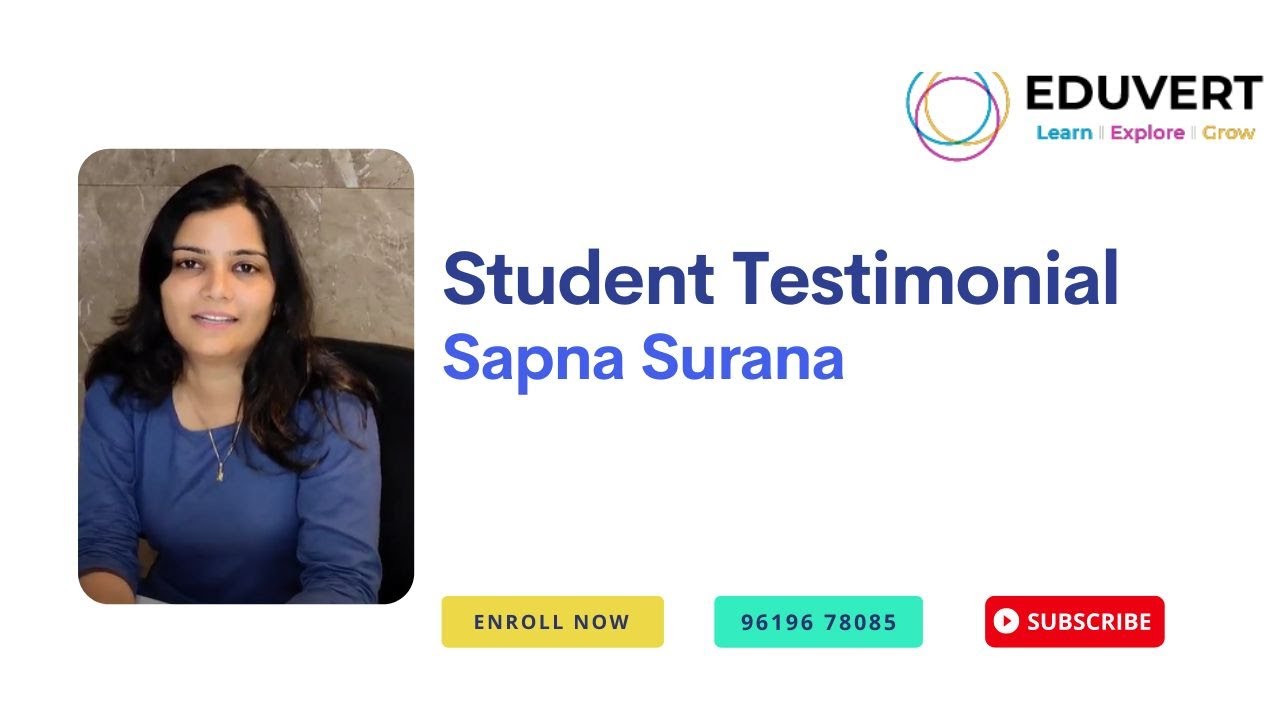 EDUVERT
Learn || Explore || Grow
Student Testimonial
Sapna Surana
ENROLL NOW
96196 78085
SUBSCRIBE